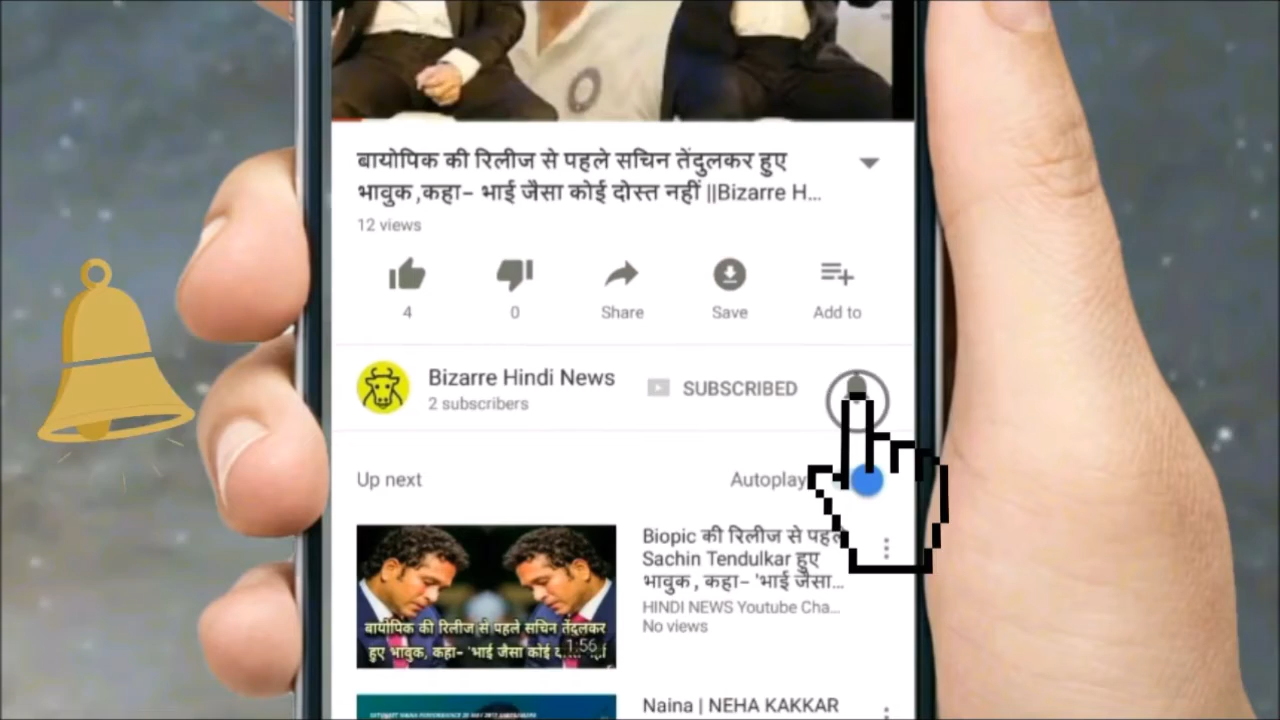 बायोपिक की रिलीज से पहले सचिन तेंदुलकर हुए
भावुक,कहा- भाई जैसा कोई दोस्त नहीं ||Bizarre H...
12 views
4
0
Share
Save
Add to
Bizarre Hindi News
SUBSCRIBED
2 subscribers
Up next
Autoplay
Biopic की रिलीज से पहले
Sachin Tendulkar हुए
भावुक, कहा- 'भाई जैसा...
HINDI NEWS Youtube Cha...
No views
बायोपिक की रिलीज से पहले सचिन तेंदुलकर
हुए भावुक, कहा- 'भाई जैसा कोई
1:56
Naina | NEHA KAKKAR